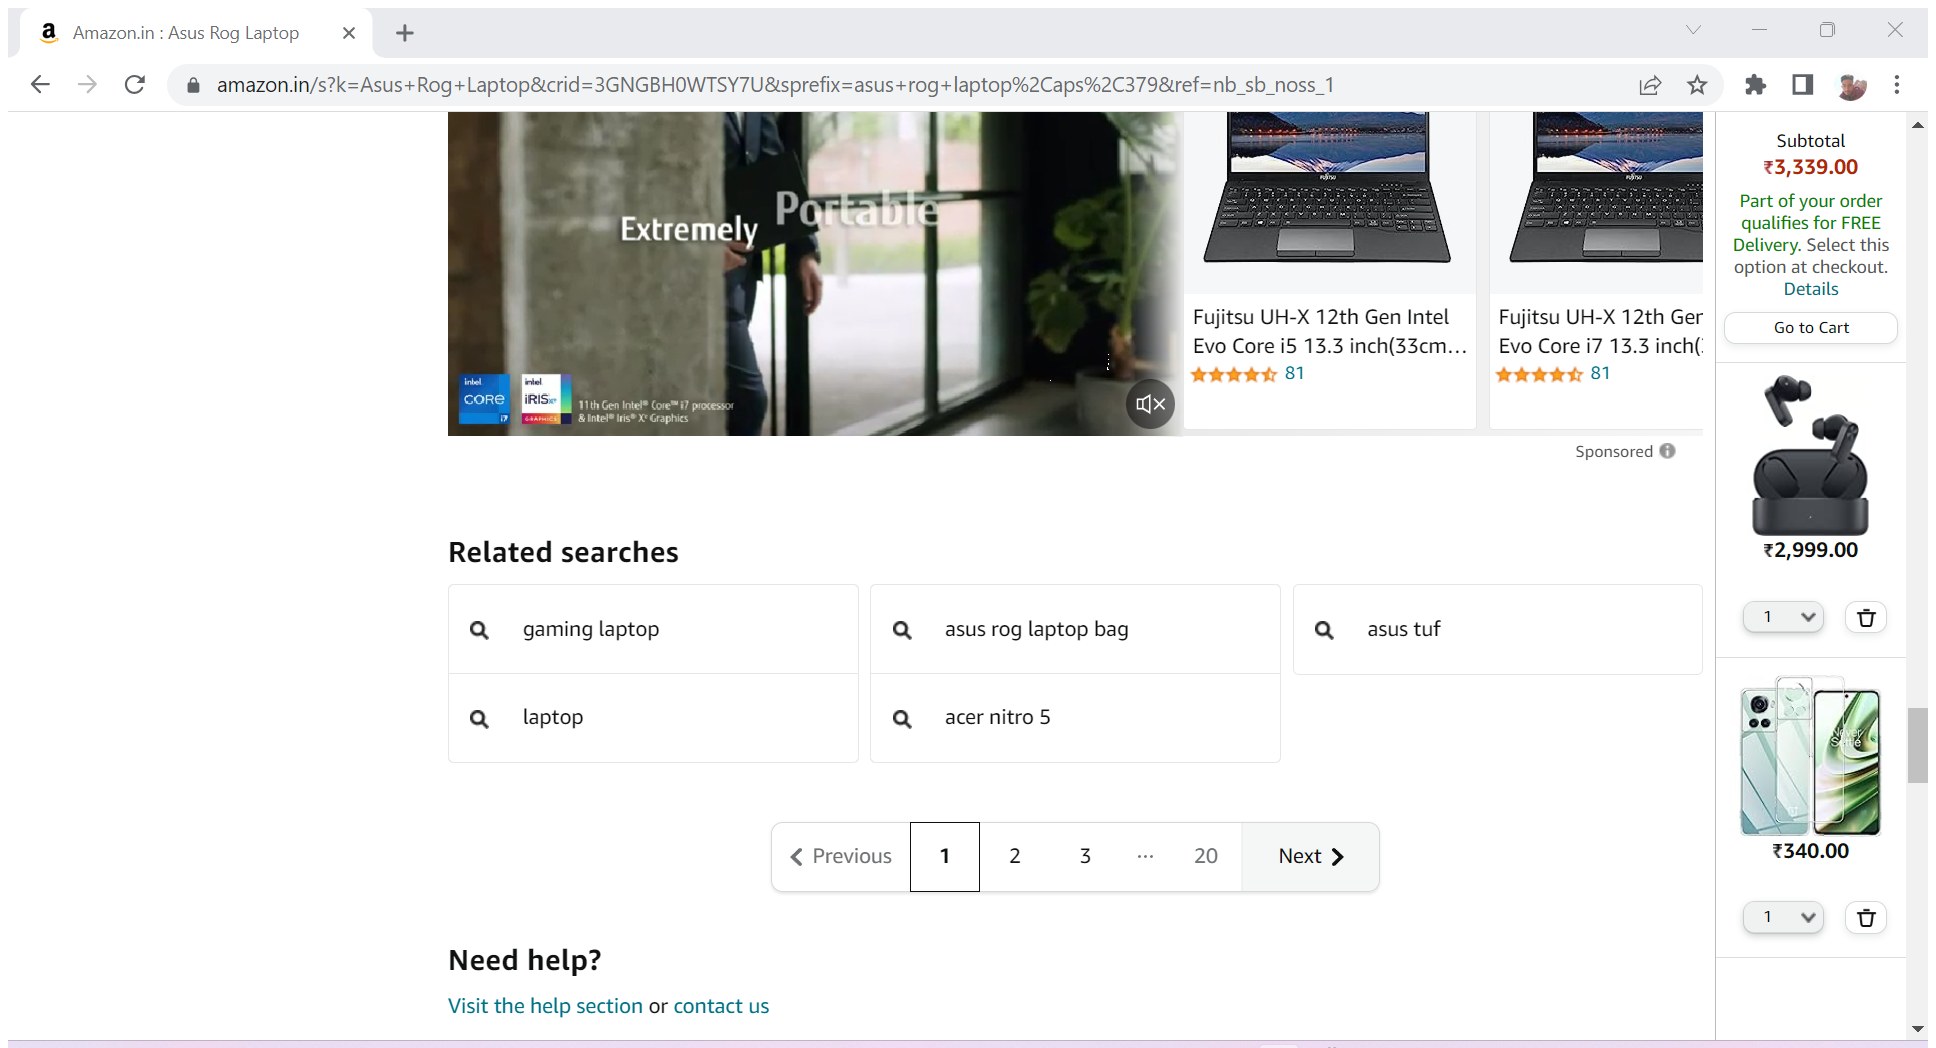 Amazon.in : Asus Rog Laptop
amazon.in/s?k=Asus+Rog+Laptop&crid=3GNGBH0WTSY7U&sprefix=asus+rog+laptop%2Caps%2C379&ref=nb_sb_noss_1
Extremely Portable
intel CORE i7
intel iRIS Xe GRAPHICS
11th Gen Intel® Core™ i7 processor
& Intel® Iris® Xe Graphics
FUJITSU
Fujitsu UH-X 12th Gen Intel
Evo Core i5 13.3 inch(33cm...
81
FUJITSU
Fujitsu UH-X 12th Ger
Evo Core i7 13.3 inch(
81
Sponsored
Related searches
gaming laptop
asus rog laptop bag
asus tuf
laptop
acer nitro 5
Previous 1 2 3 ... 20 Next
Need help?
Visit the help section or contact us
Subtotal
₹3,339.00
Part of your order
qualifies for FREE
Delivery. Select this
option at checkout.
Details
Go to Cart
₹2,999.00
1
Never
Settle
₹340.00
1